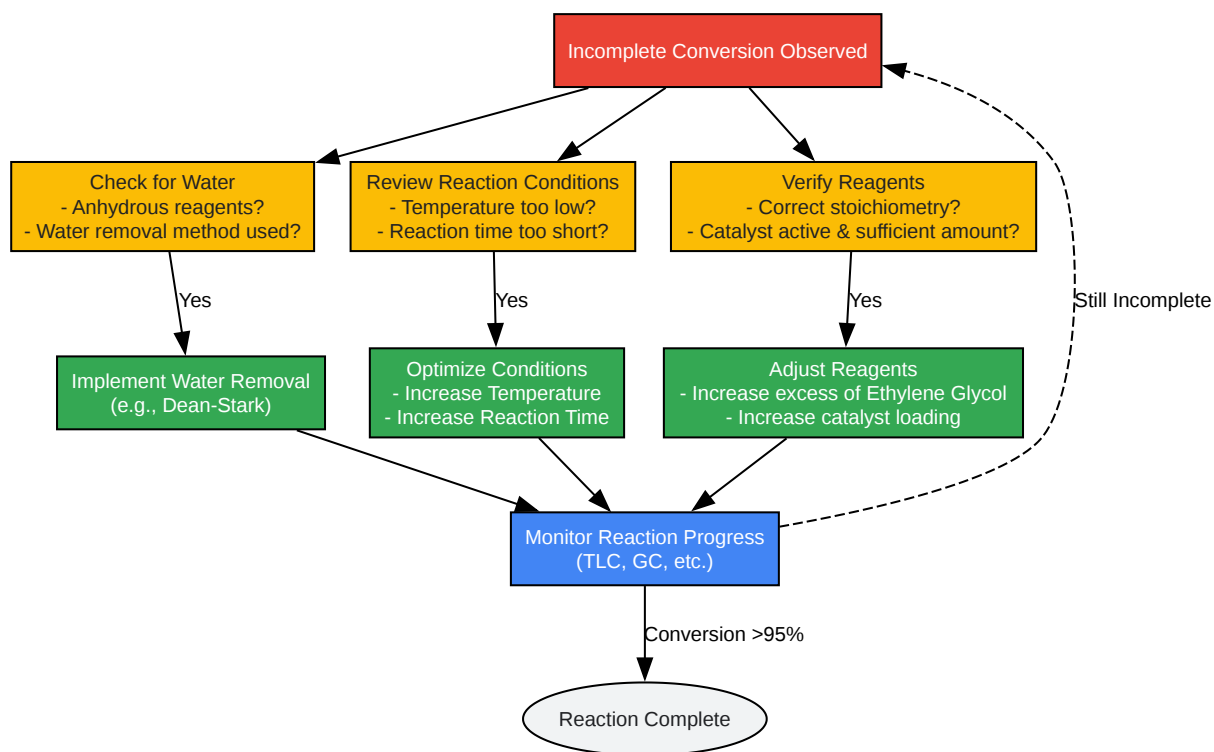 Incomplete Conversion Observed
Check for Water
- Anhydrous reagents?
- Water removal method used?
Review Reaction Conditions
- Temperature too low?
- Reaction time too short?
Verify Reagents
- Correct stoichiometry?
- Catalyst active & sufficient amount?
Yes
Yes
Yes
Still Incomplete
Implement Water Removal
(e.g., Dean-Stark)
Optimize Conditions
- Increase Temperature
- Increase Reaction Time
Adjust Reagents
- Increase excess of Ethylene Glycol
- Increase catalyst loading
Monitor Reaction Progress
(TLC, GC, etc.)
Conversion >95%
Reaction Complete